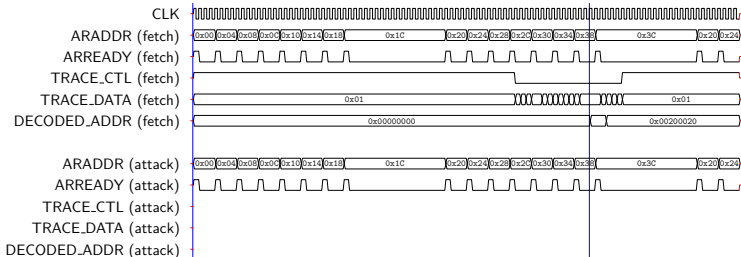 CLK
ARADDR (fetch) 0x00 0x04 0x08 0x0C 0x10 0x14 0x18 0x1C 0x20 0x24 0x28 0x2C 0x30 0x34 0x38 0x3C 0x20 0x24
ARREADY (fetch)
TRACE_CTL (fetch)
TRACE_DATA (fetch) 0x01 0x01
DECODED_ADDR (fetch) 0x00000000 0x00200020
ARADDR (attack) 0x00 0x04 0x08 0x0C 0x10 0x14 0x18 0x1C 0x20 0x24 0x28 0x2C 0x30 0x34 0x38 0x3C 0x20 0x24
ARREADY (attack)
TRACE_CTL (attack)
TRACE_DATA (attack)
DECODED_ADDR (attack)